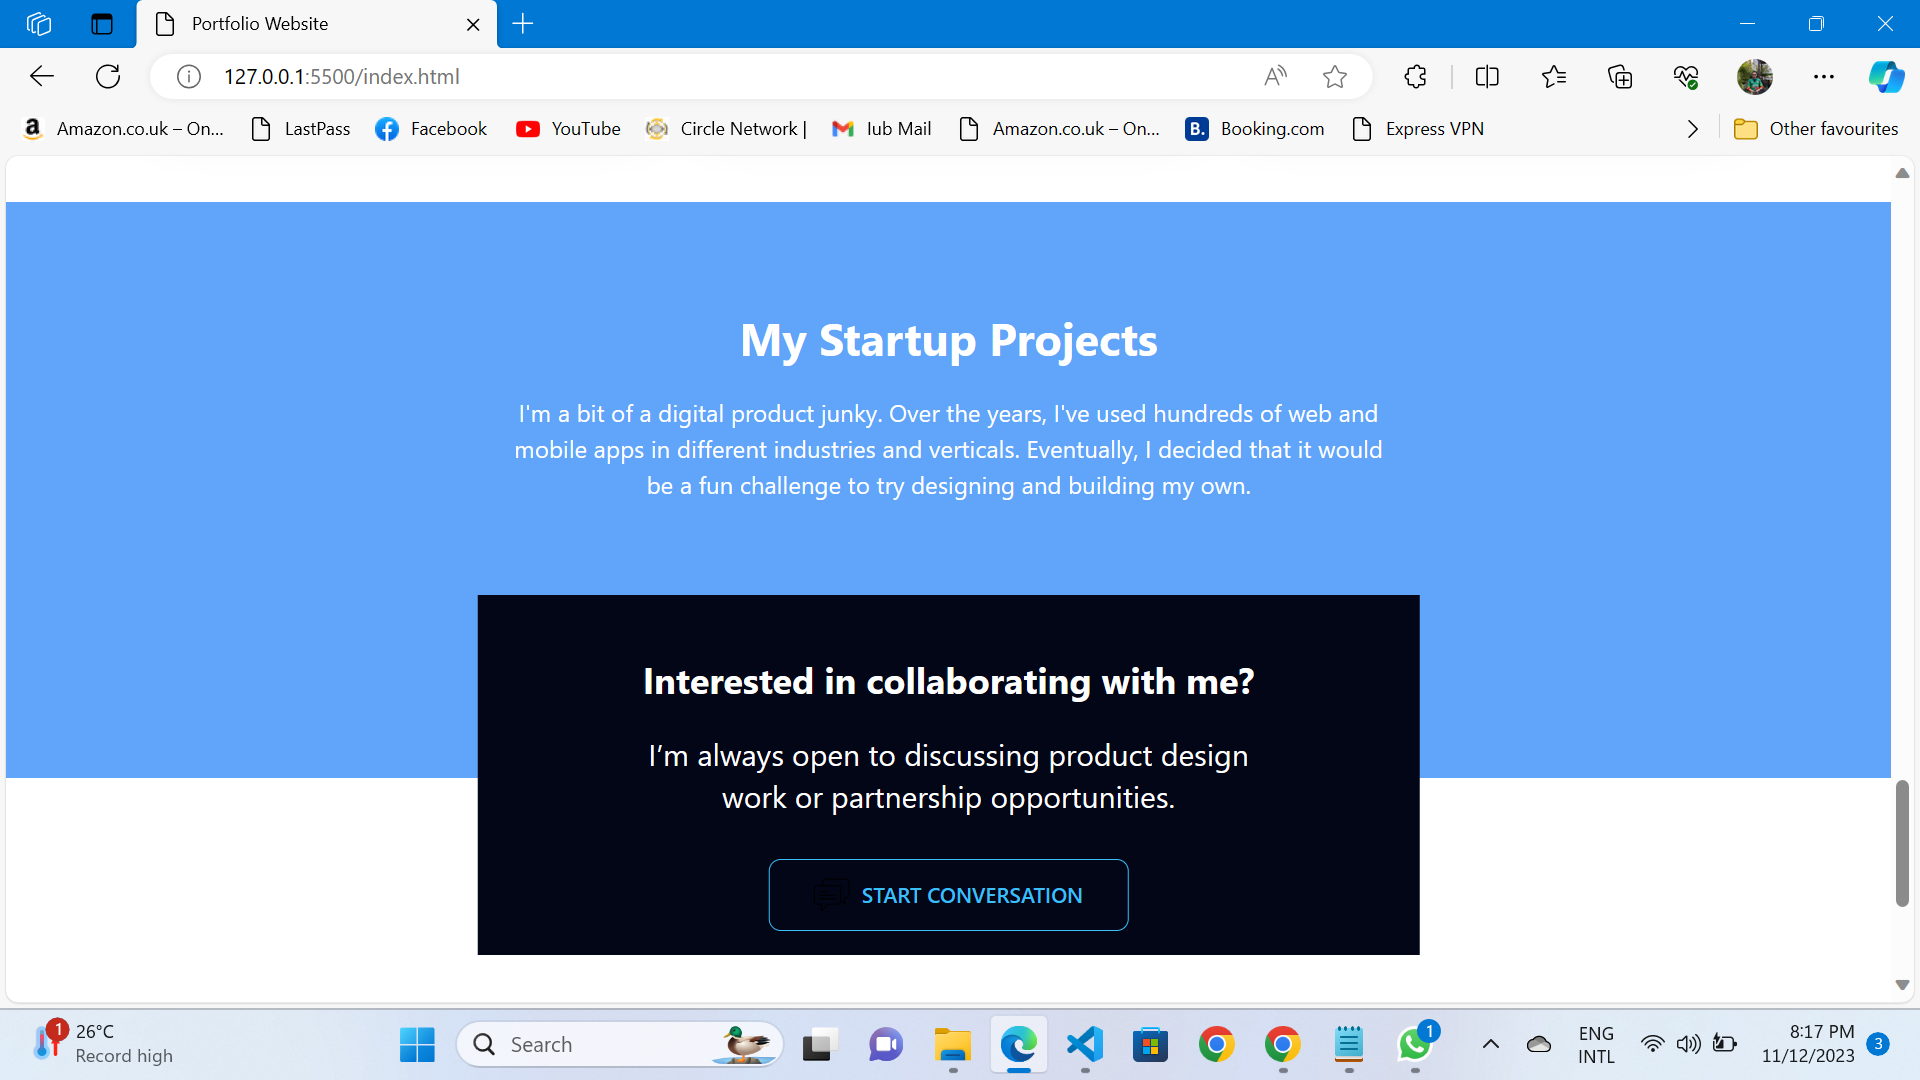 Portfolio Website
127.0.0.1:5500/index.html
Amazon.co.uk – On... LastPass Facebook YouTube Circle Network | Iub Mail Amazon.co.uk – On... B. Booking.com Express VPN Other favourites
My Startup Projects
I'm a bit of a digital product junky. Over the years, I've used hundreds of web and
mobile apps in different industries and verticals. Eventually, I decided that it would
be a fun challenge to try designing and building my own.
Interested in collaborating with me?
I’m always open to discussing product design
work or partnership opportunities.
START CONVERSATION
1
26°C
Record high
Search
1
ENG
INTL
8:17 PM
11/12/2023
3